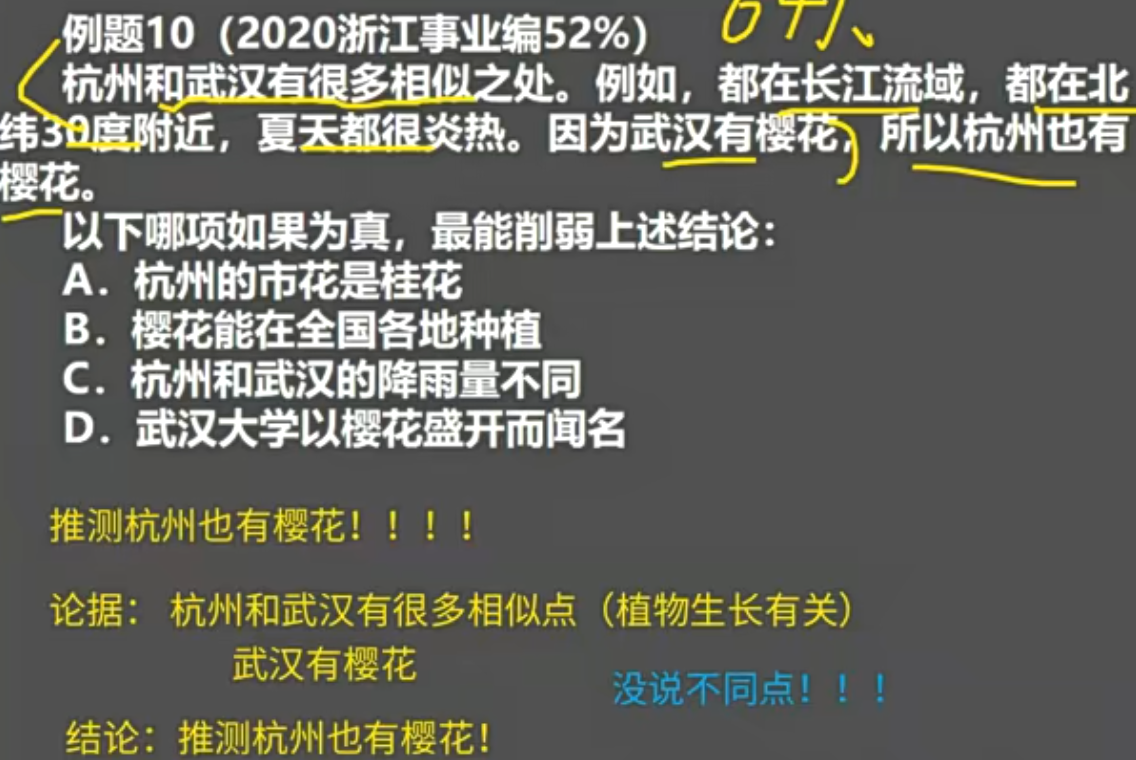 例题10（2020浙江事业编52%）
杭州和武汉有很多相似之处。例如，都在长江流域，都在北
纬30度附近，夏天都很炎热。因为武汉有樱花，所以杭州也有
樱花。
以下哪项如果为真，最能削弱上述结论：
A．杭州的市花是桂花
B．樱花能在全国各地种植
C．杭州和武汉的降雨量不同
D．武汉大学以樱花盛开而闻名
推测杭州也有樱花！！！！
论据： 杭州和武汉有很多相似点（植物生长有关）
武汉有樱花
没说不同点！！！
结论：推测杭州也有樱花！